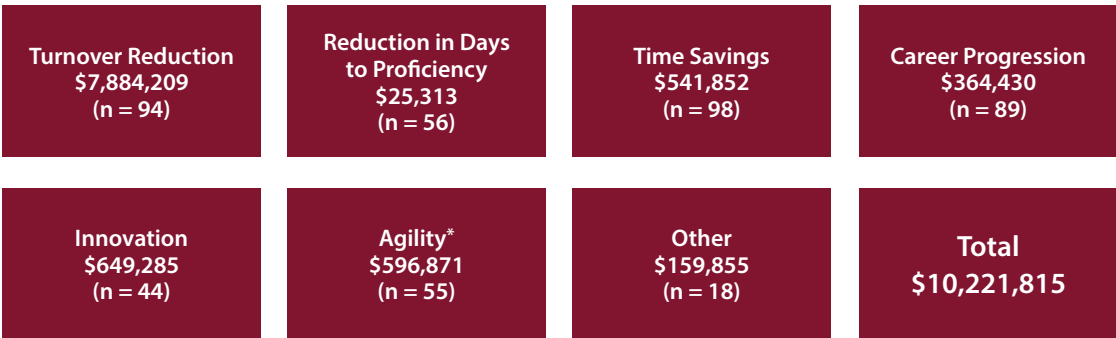 Turnover Reduction
$7,884,209
(n = 94)
Reduction in Days
to Proficiency
$25,313
(n = 56)
Time Savings
$541,852
(n = 98)
Career Progression
$364,430
(n = 89)
Innovation
$649,285
(n = 44)
Agility*
$596,871
(n = 55)
Other
$159,855
(n = 18)
Total
$10,221,815